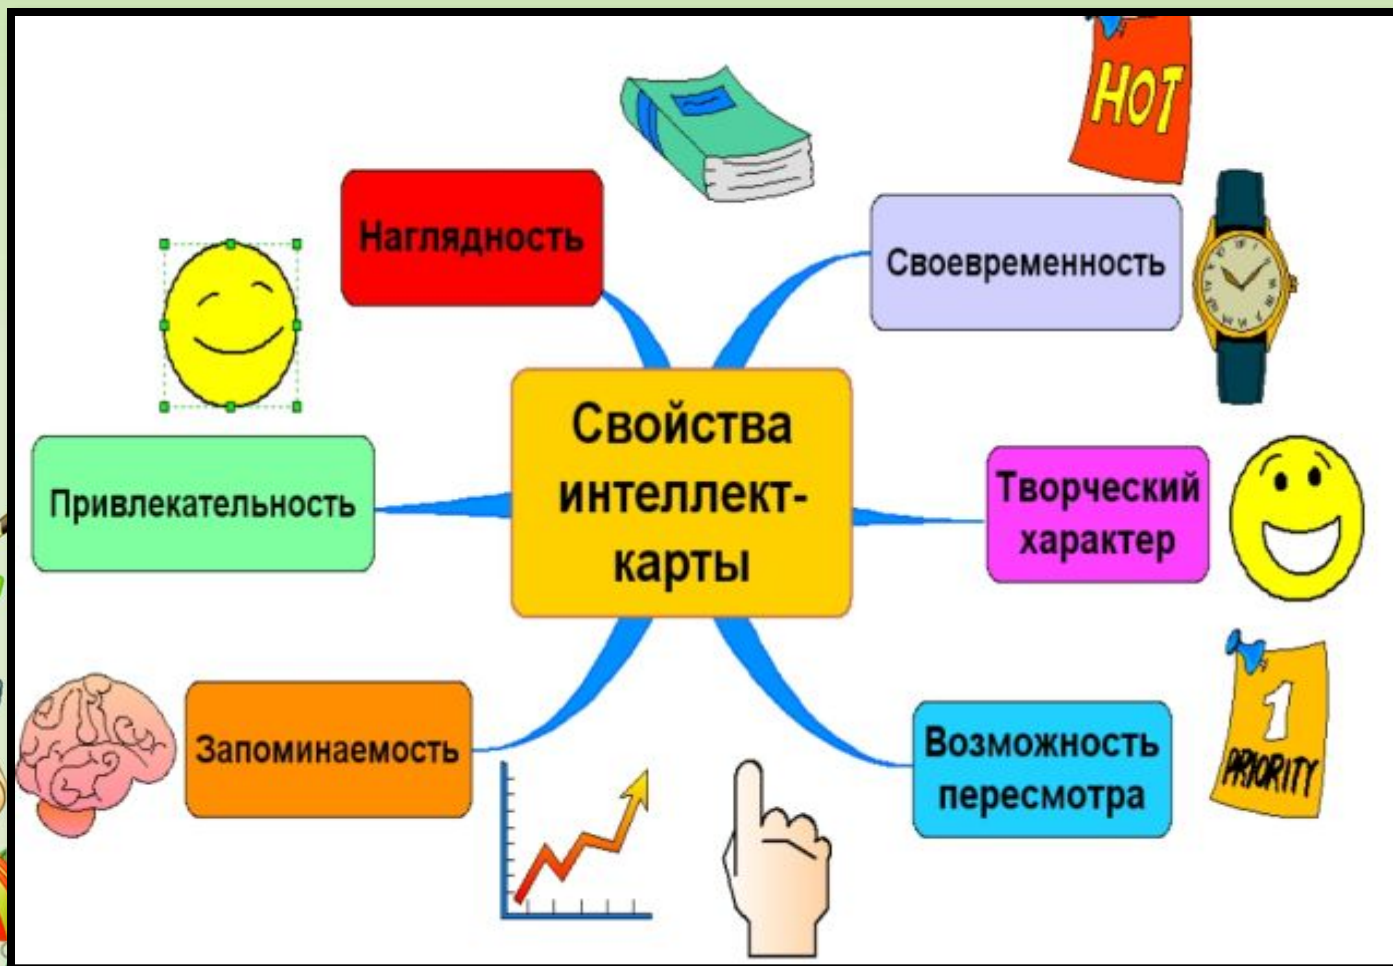 HOT
Наглядность
Своевременность
Свойства
интеллект-
карты
Привлекательность
Творческий
характер
Запоминаемость
Возможность
пересмотра
1
PRIORITY